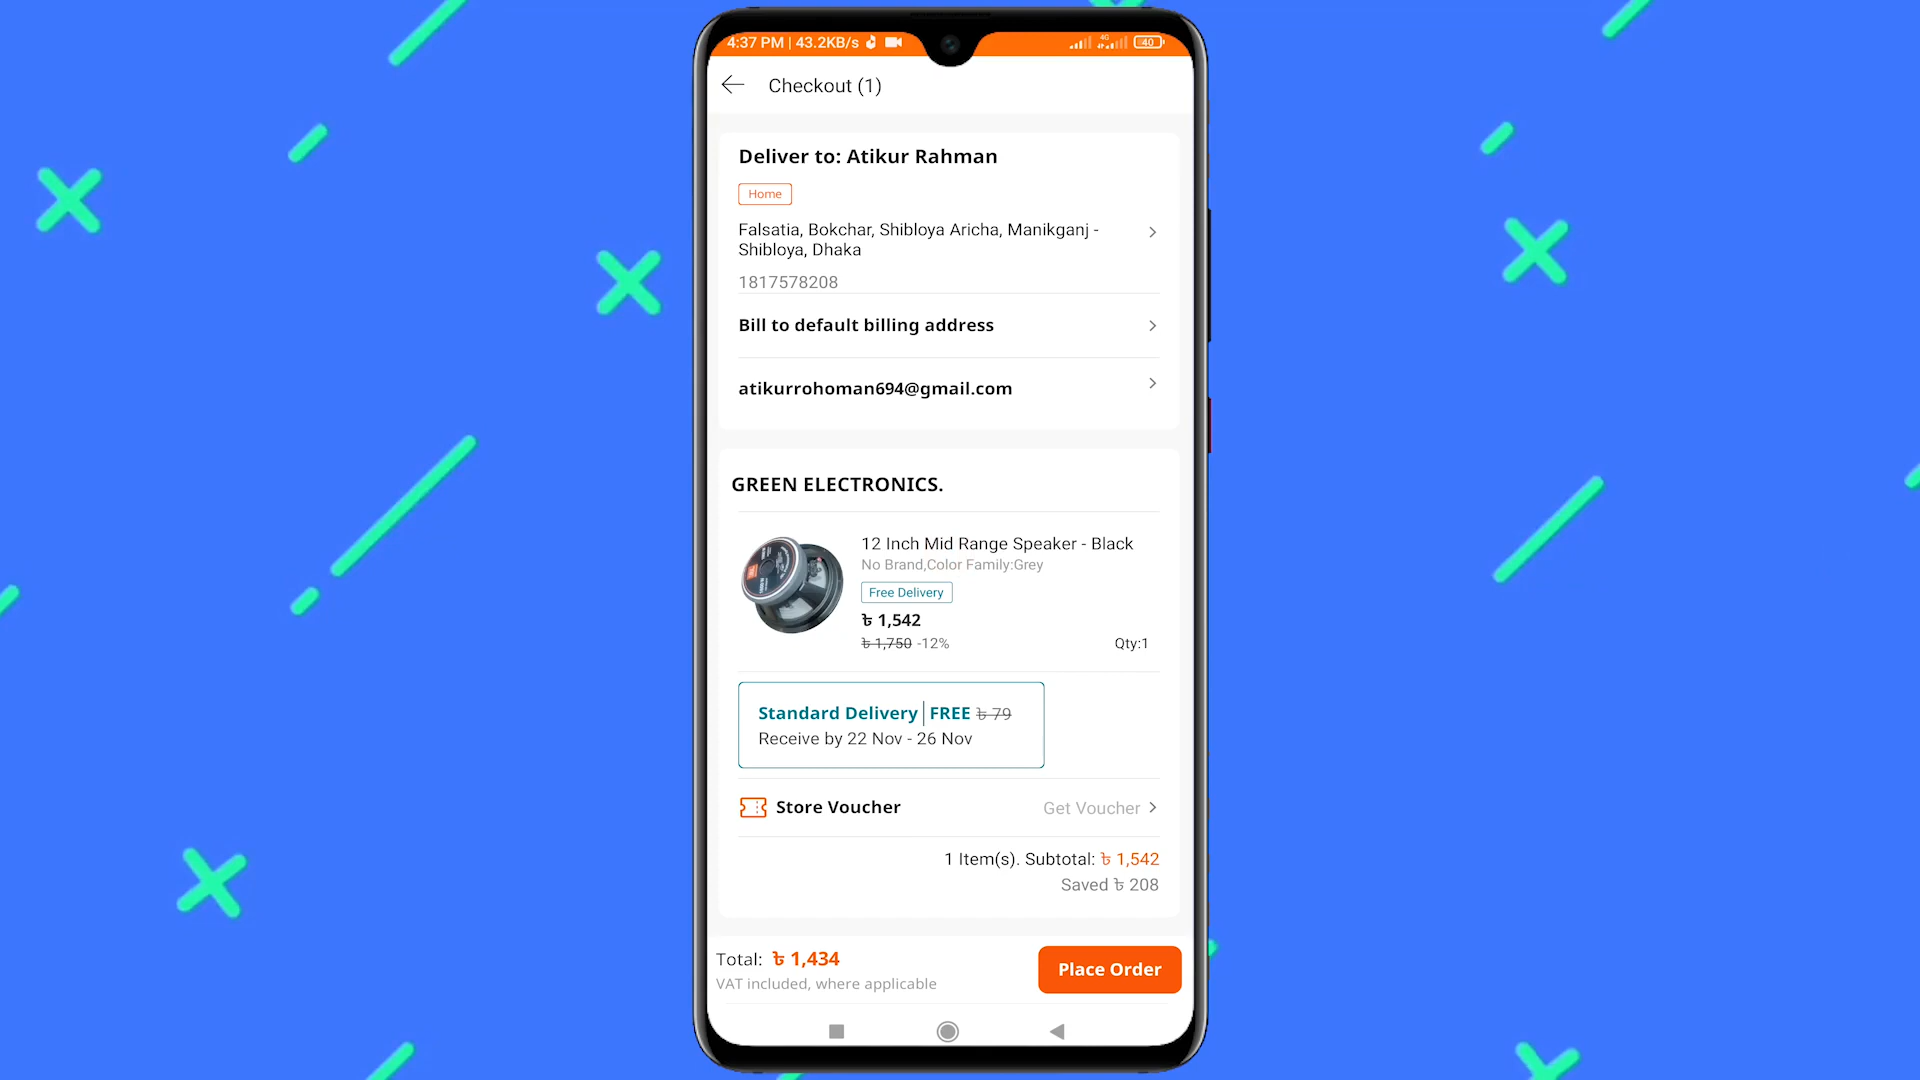 4:37 PM | 43.2KB/s
4G
40
Checkout (1)
Deliver to: Atikur Rahman
Home
Falsatia, Bokchar, Shibloya Aricha, Manikganj -
Shibloya, Dhaka
1817578208
Bill to default billing address
atikurrohoman694@gmail.com
GREEN ELECTRONICS.
12 Inch Mid Range Speaker - Black
No Brand,Color Family:Grey
Free Delivery
৳ 1,542
৳ 1,750 -12%
Qty:1
Standard Delivery | FREE ৳ 79
Receive by 22 Nov - 26 Nov
Store Voucher
Get Voucher
1 Item(s). Subtotal: ৳ 1,542
Saved ৳ 208
Total: ৳ 1,434
VAT included, where applicable
Place Order